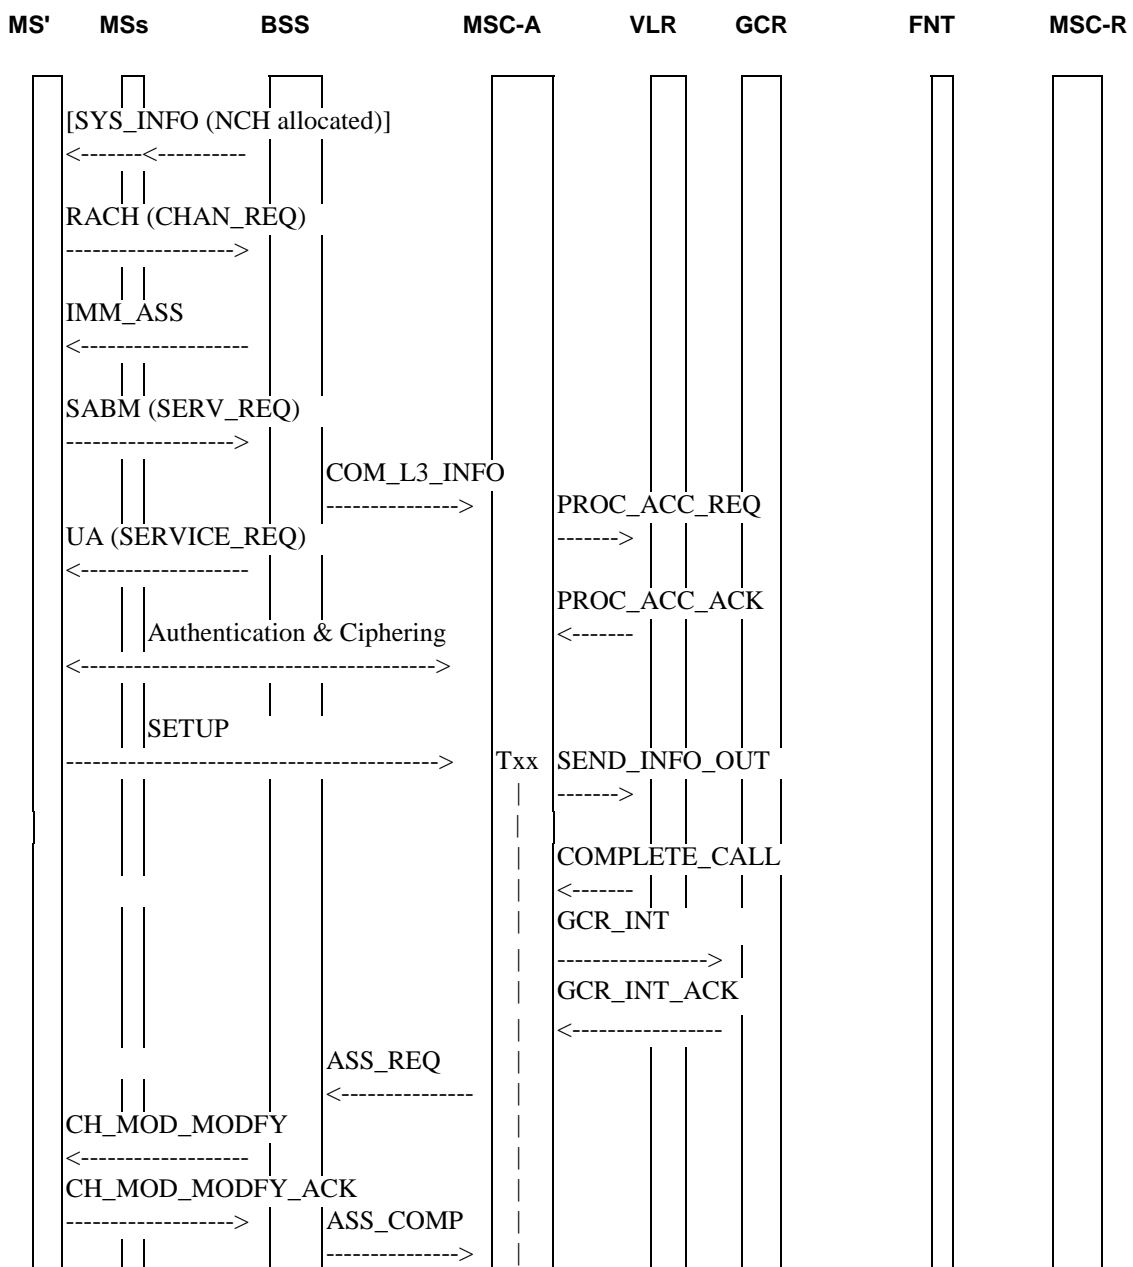 MS' MSs BSS MSC-A VLR GCR FNT MSC-R
[SYS_INFO (NCH allocated)]
<-------<----------
RACH (CHAN_REQ)
------------------->
IMM_ASS
<-------------------
SABM (SERV_REQ)
------------------->
COM_L3_INFO
---------------> PROC_ACC_REQ
UA (SERVICE_REQ) ------->
<-------------------
PROC_ACC_ACK
Authentication & Ciphering <-------
<---------------------------------------->
SETUP
------------------------------------------> Txx SEND_INFO_OUT
| ------->
|
| COMPLETE_CALL
| <-------
| GCR_INT
| ----------------->
| GCR_INT_ACK
| <-----------------
ASS_REQ |
<--------------- |
CH_MOD_MODFY |
<------------------- |
CH_MOD_MODFY_ACK |
-------------------> ASS_COMP |
---------------> |